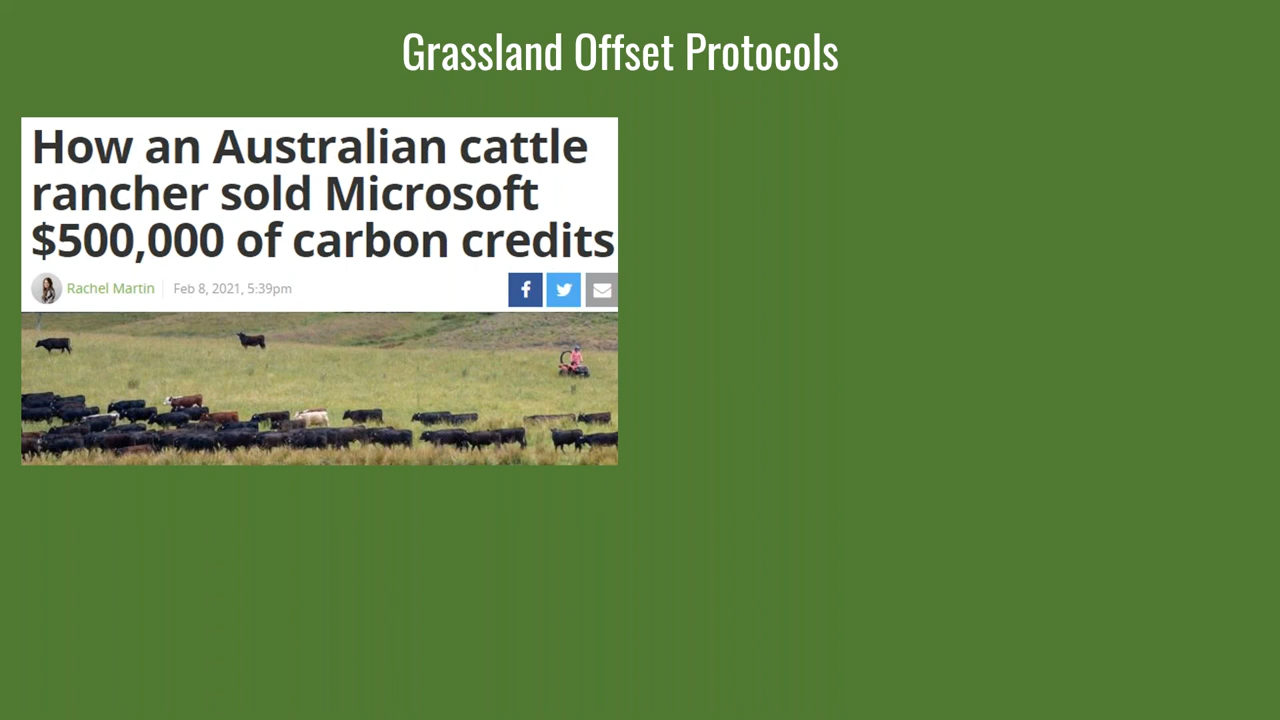 Grassland Offset Protocols
How an Australian cattle
rancher sold Microsoft
$500,000 of carbon credits
Rachel Martin Feb 8, 2021, 5:39pm